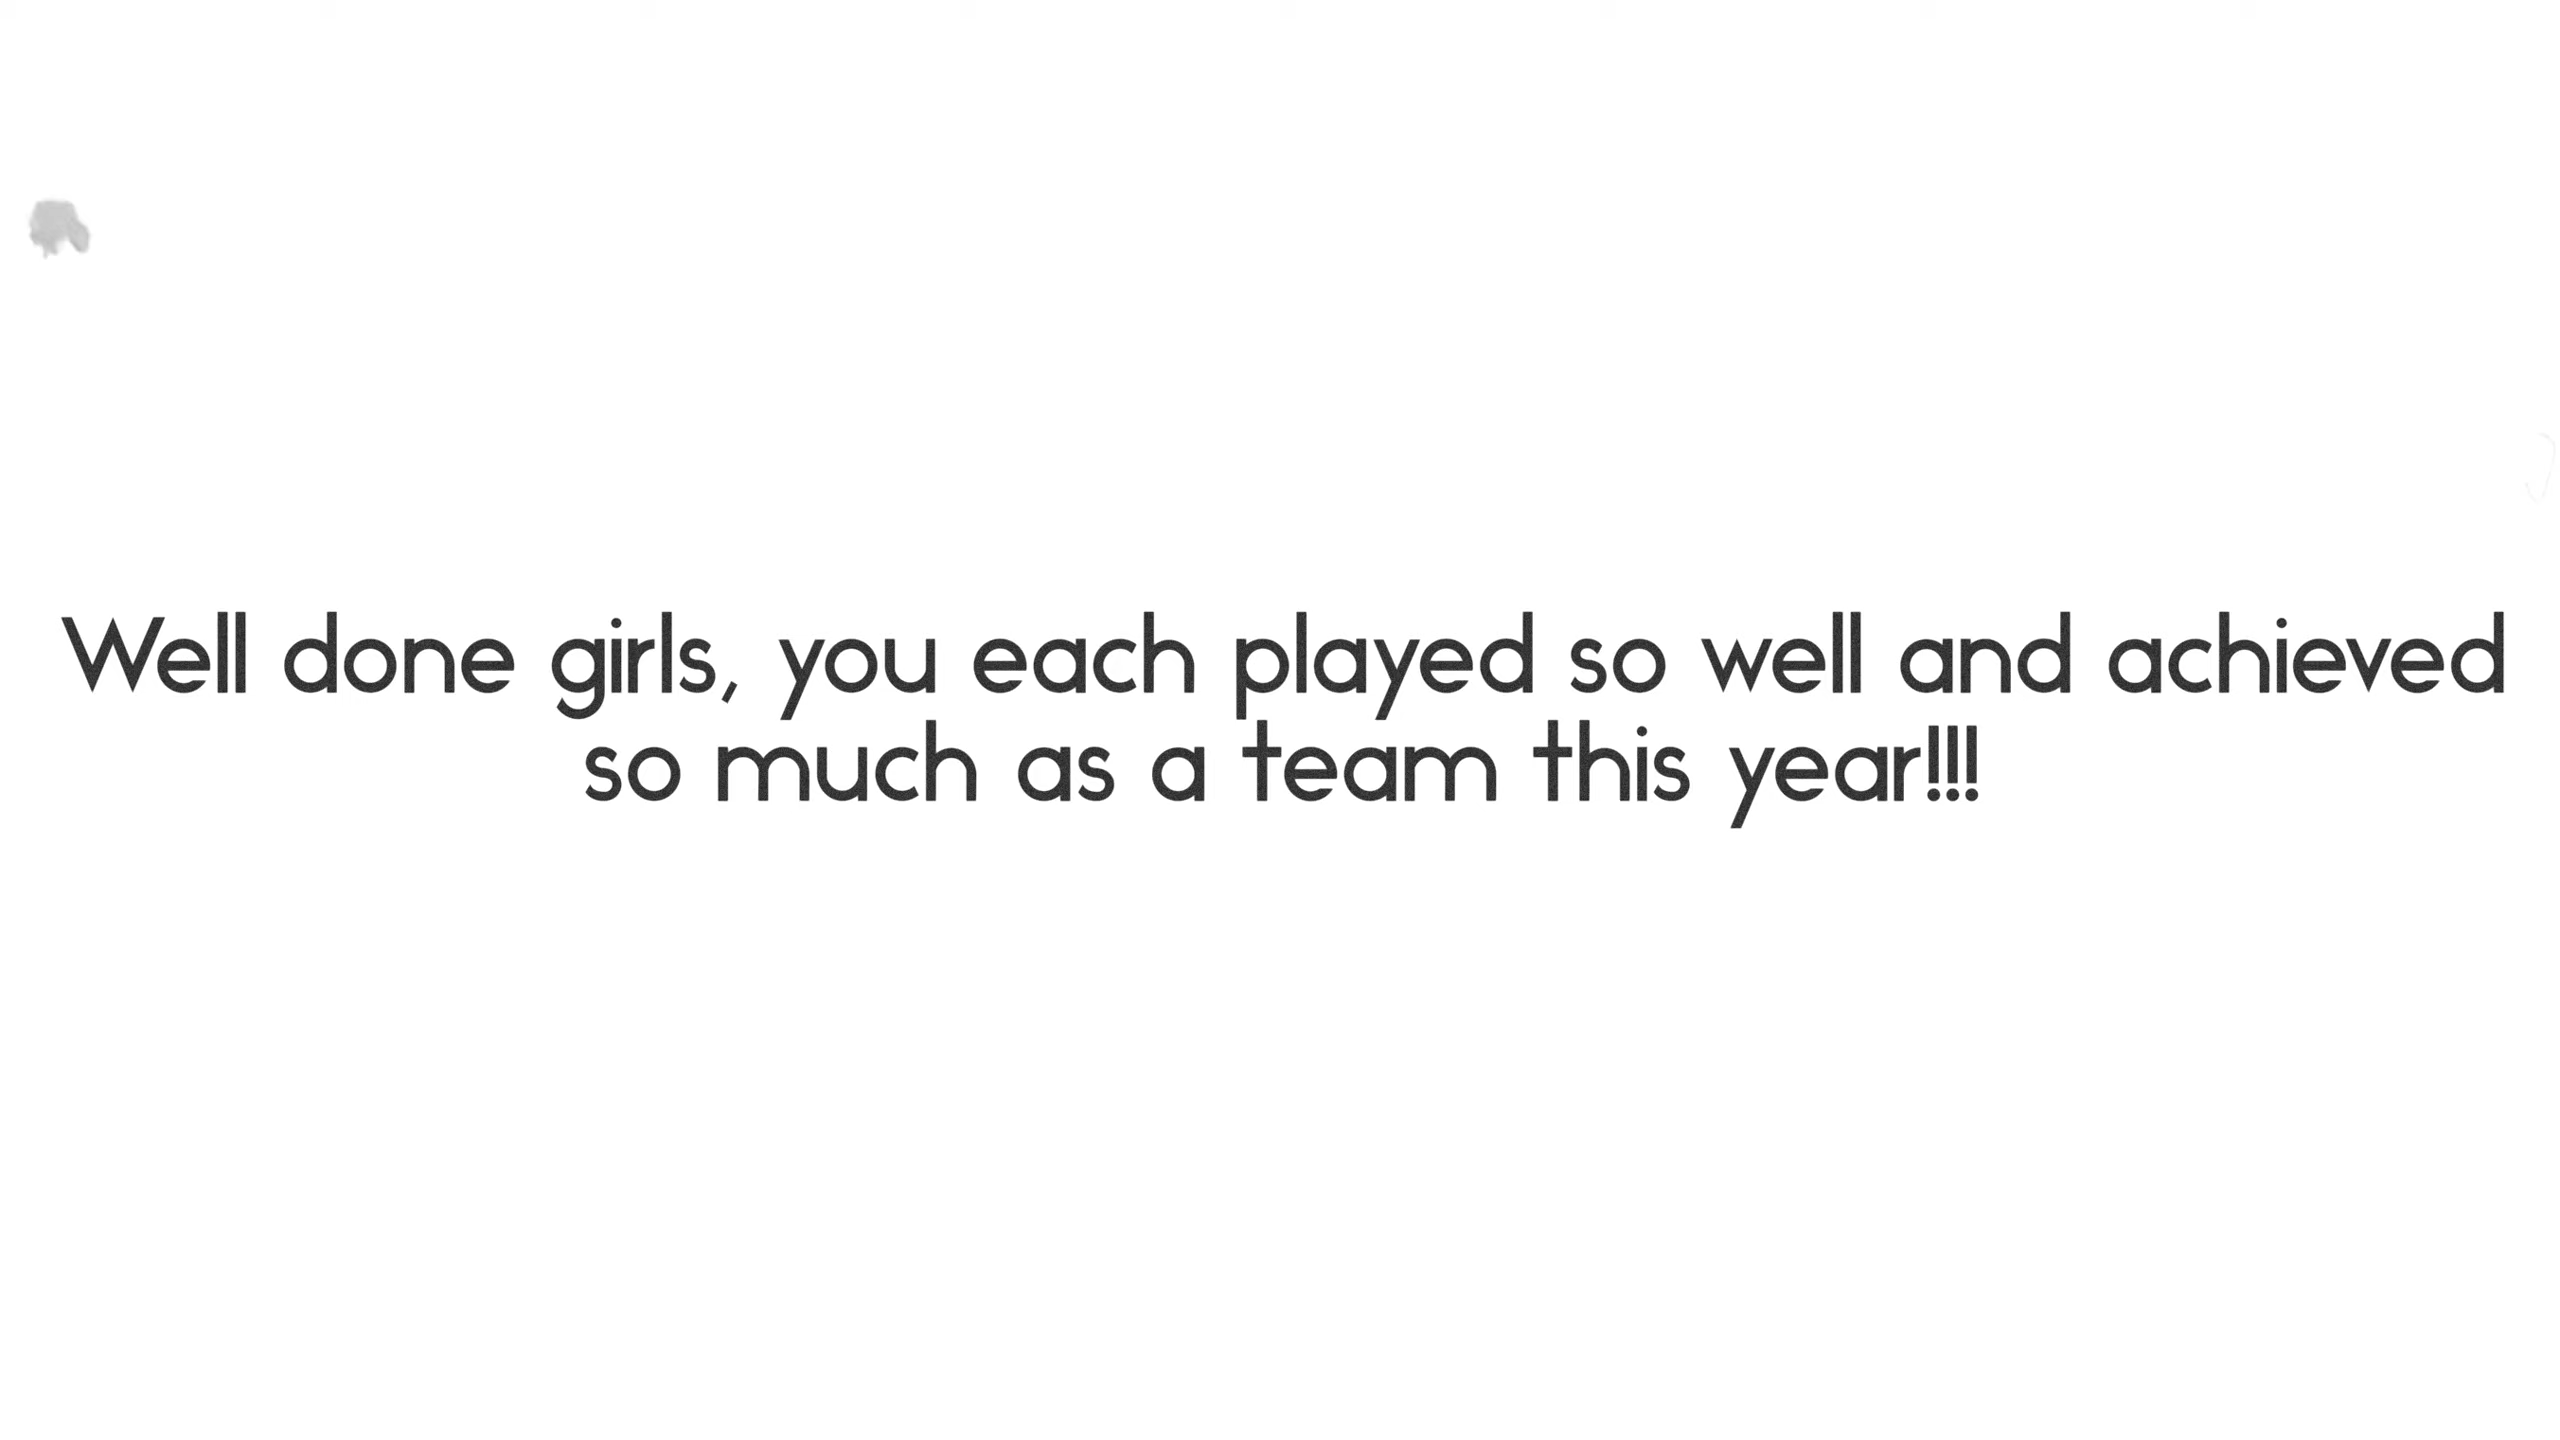 Well done girls, you each played so well and achieved
so much as a team this year!!!